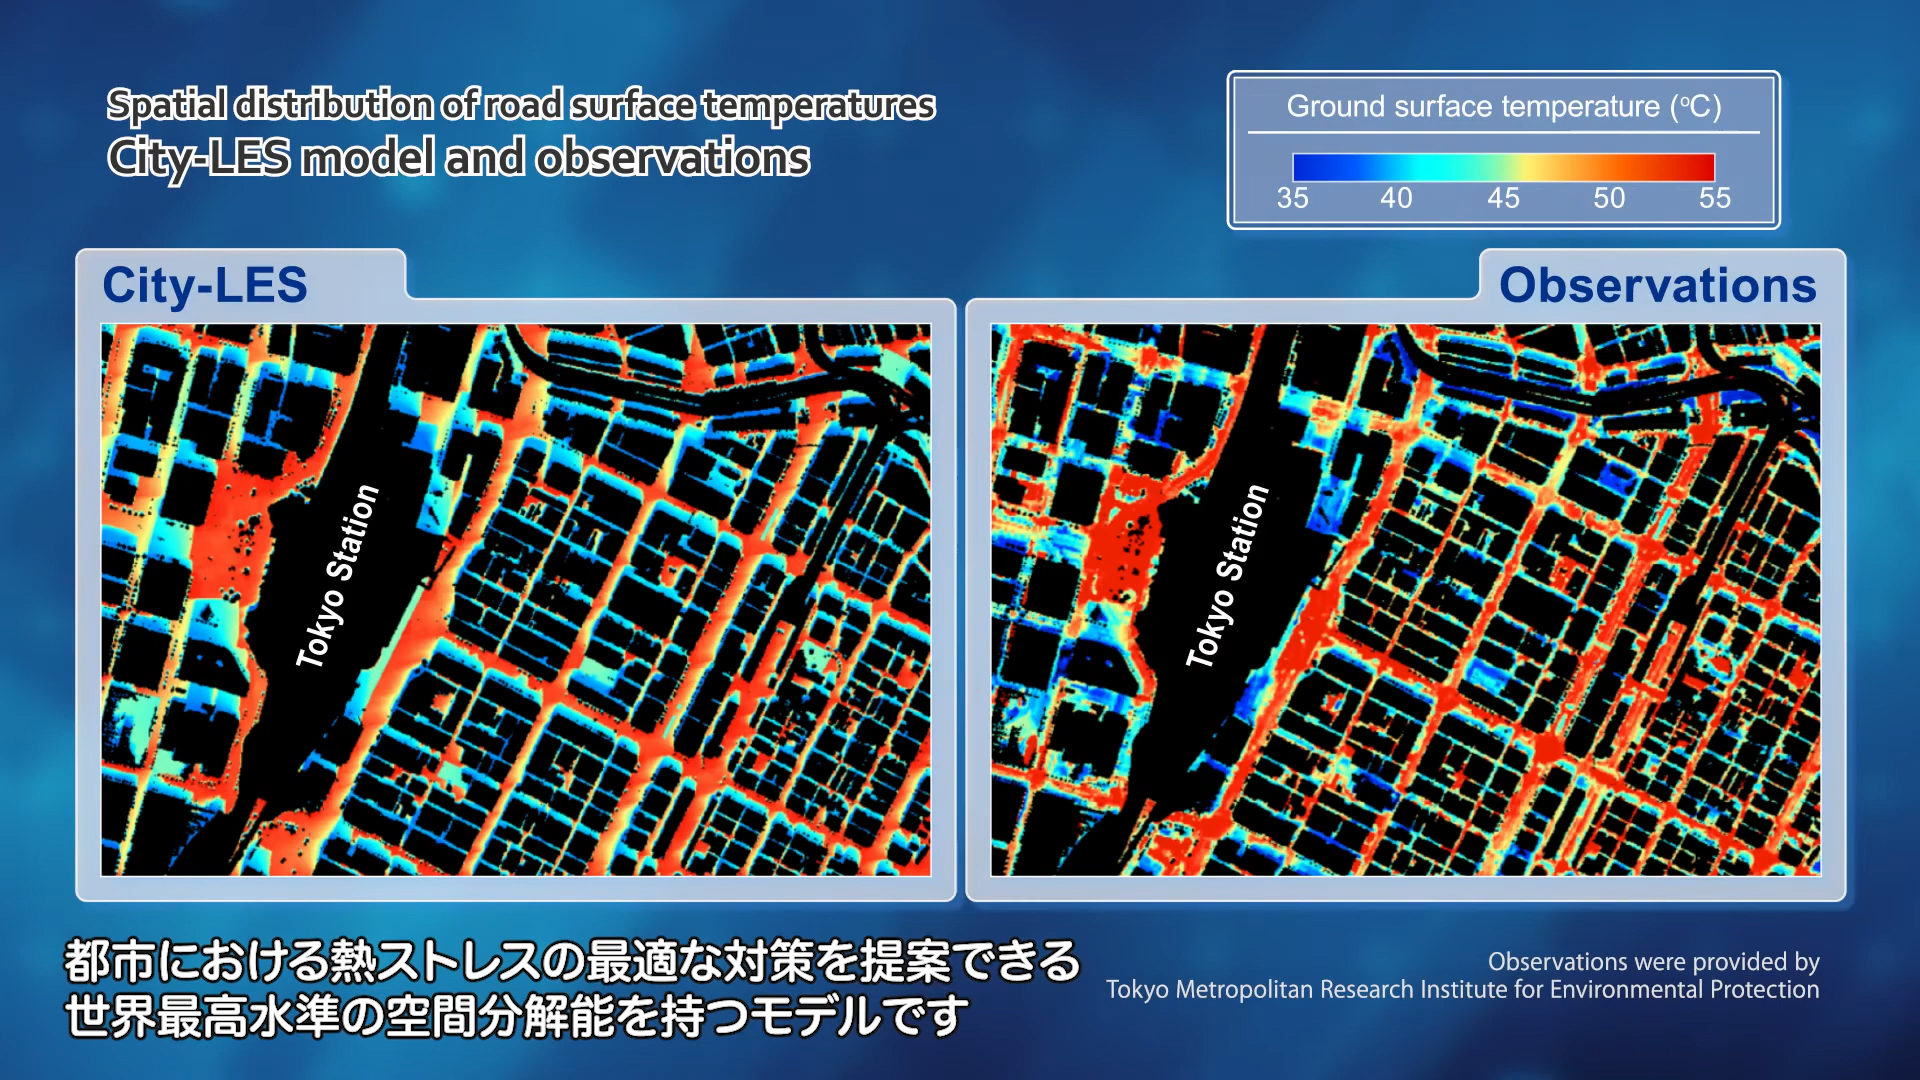 Spatial distribution of road surface temperatures
City-LES model and observations
Ground surface temperature (ºC)
35 40 45 50 55
City-LES
Observations
Tokyo Station
Tokyo Station
都市における熱ストレスの最適な対策を提案できる
世界最高水準の空間分解能を持つモデルです
Observations were provided by
Tokyo Metropolitan Research Institute for Environmental Protection